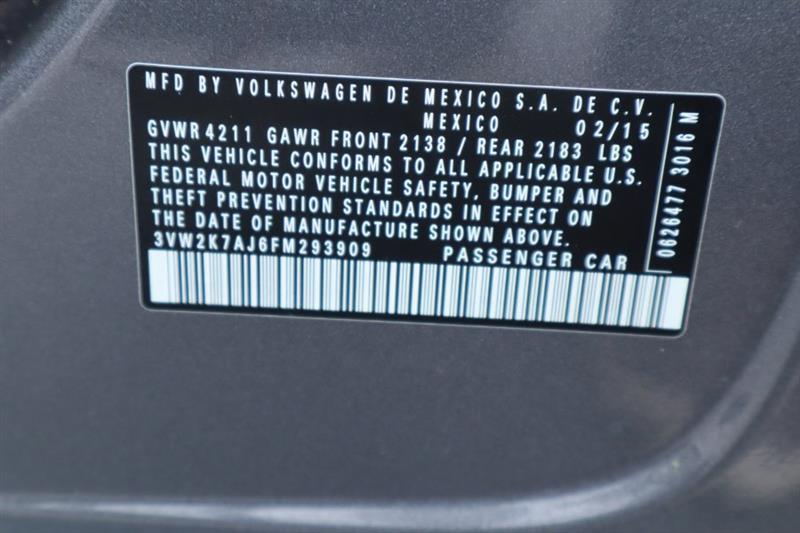 MFD BY VOLKSWAGEN DE MEXICO S.A. DE C.V.
MEXICO 02/15
GVWR 4211 GAWR FRONT 2138 / REAR 2183 LBS
THIS VEHICLE CONFORMS TO ALL APPLICABLE U.S.
FEDERAL MOTOR VEHICLE SAFETY, BUMPER AND
THEFT PREVENTION STANDARDS IN EFFECT ON
THE DATE OF MANUFACTURE SHOWN ABOVE.
3VW2K7AJ6FM293909 PASSENGER CAR
0626477 3016 M